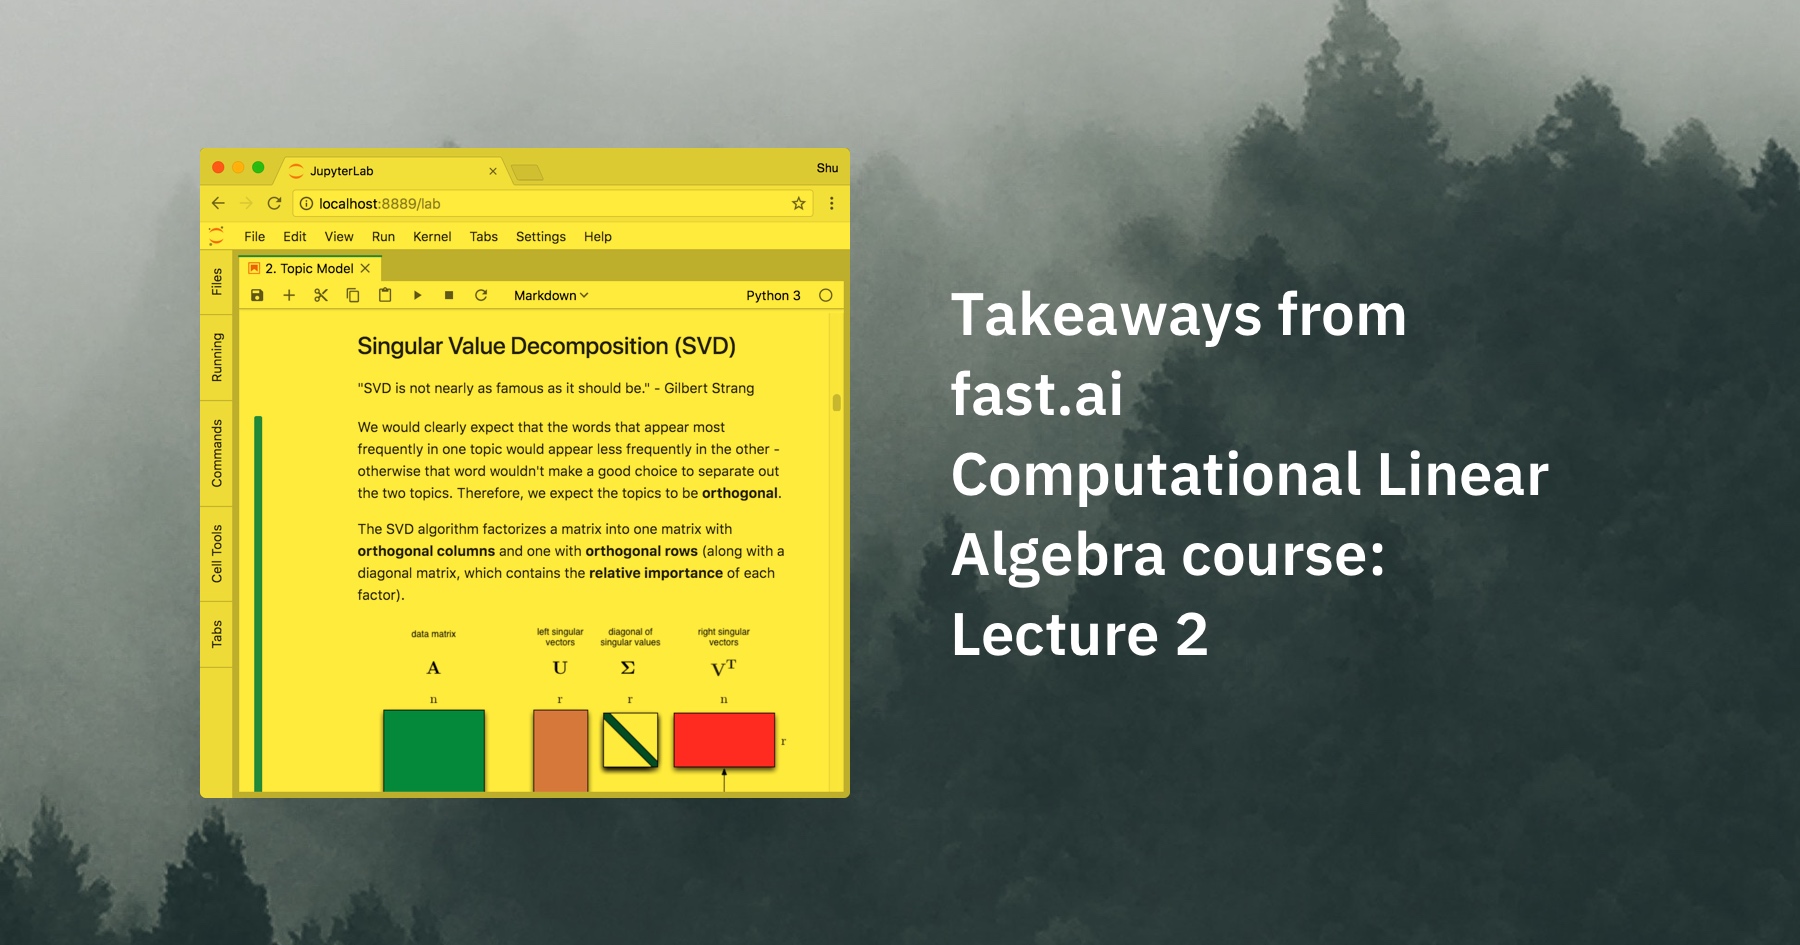 JupyterLab
Shu
localhost:8889/lab
File Edit View Run Kernel Tabs Settings Help
Files
Running
Commands
Cell Tools
Tabs
2. Topic Model
Markdown
Python 3
Singular Value Decomposition (SVD)
"SVD is not nearly as famous as it should be." - Gilbert Strang
We would clearly expect that the words that appear most
frequently in one topic would appear less frequently in the other -
otherwise that word wouldn't make a good choice to separate out
the two topics. Therefore, we expect the topics to be orthogonal.
The SVD algorithm factorizes a matrix into one matrix with
orthogonal columns and one with orthogonal rows (along with a
diagonal matrix, which contains the relative importance of each
factor).
data matrix
left singular
vectors
diagonal of
singular values
right singular
vectors
A U Σ Vᵀ
n r r n
r
Takeaways from
fast.ai
Computational Linear
Algebra course:
Lecture 2